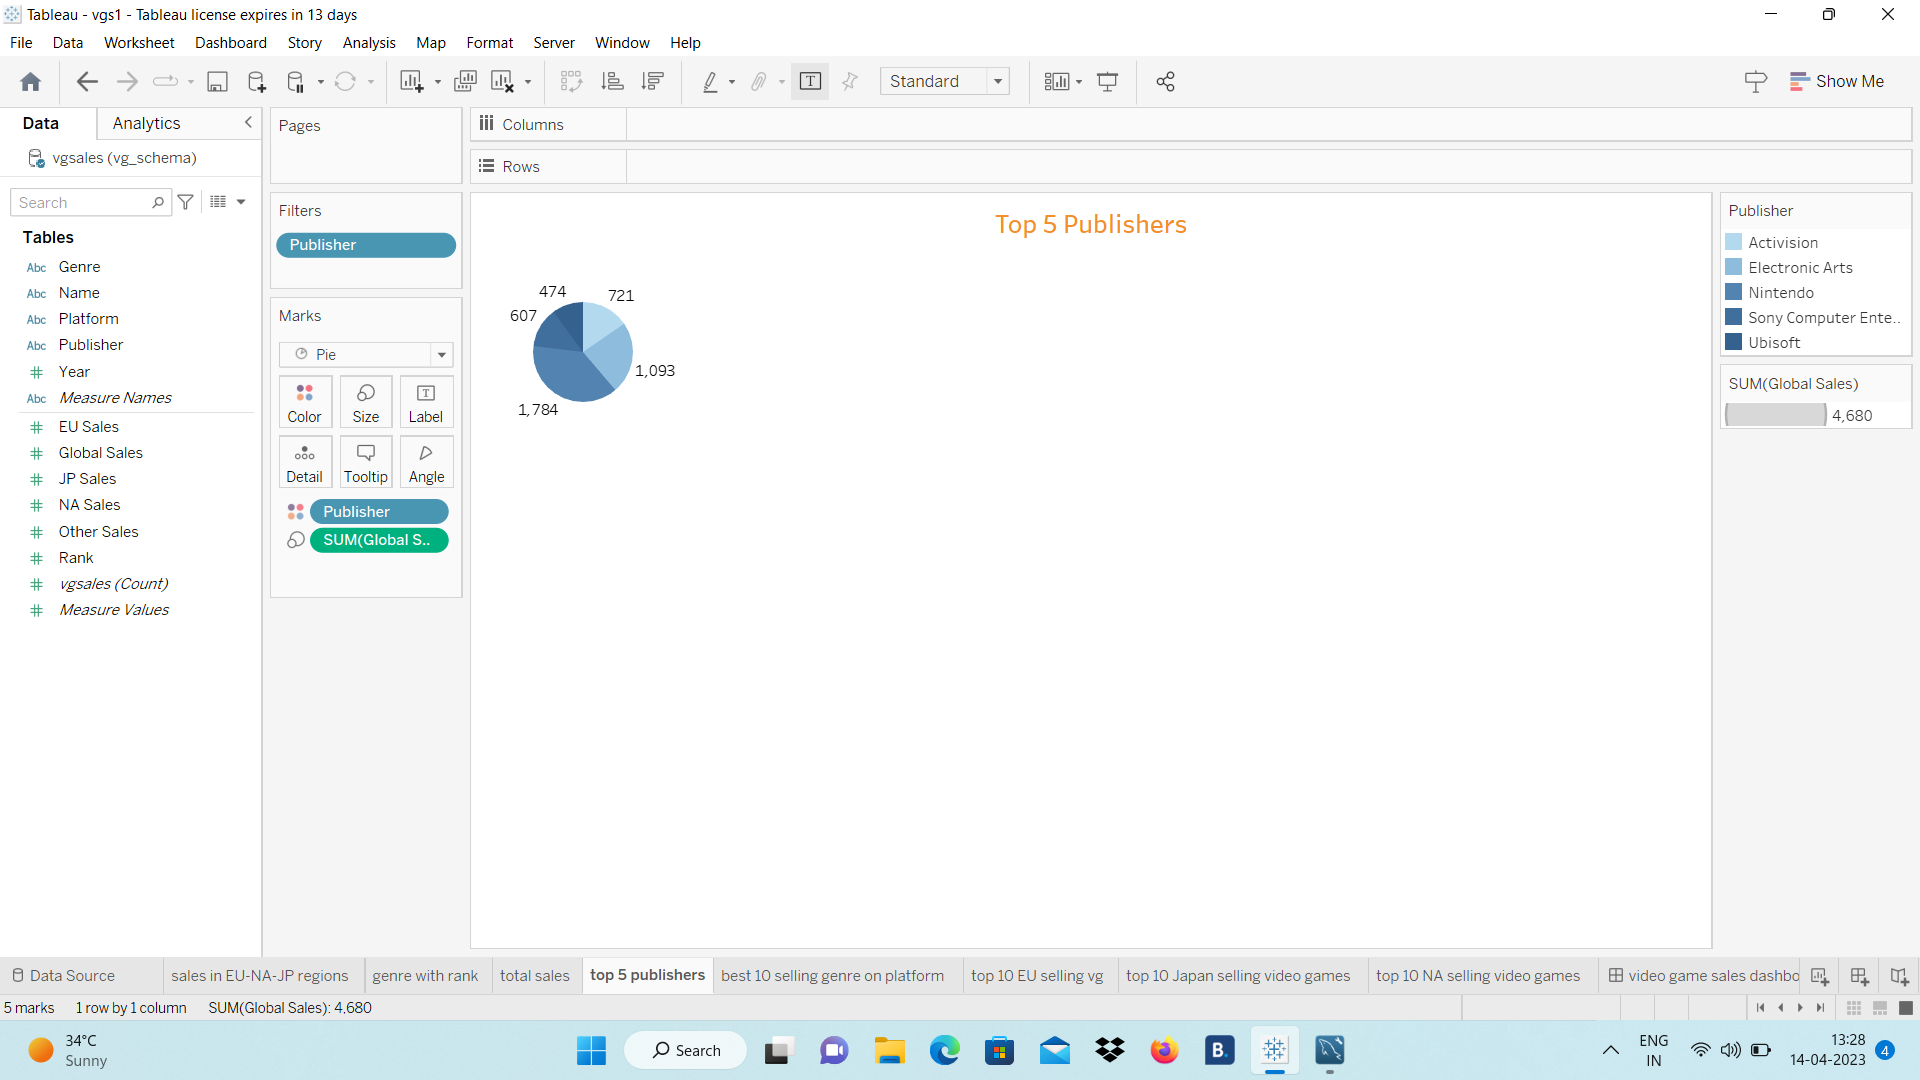 Tableau - vgs1 - Tableau license expires in 13 days
File Data Worksheet Dashboard Story Analysis Map Format Server Window Help
Standard
Show Me
Data Analytics
vgsales (vg_schema)
Search
Tables
Abc Genre
Abc Name
Abc Platform
Abc Publisher
Year
Abc Measure Names
EU Sales
Global Sales
JP Sales
NA Sales
Other Sales
Rank
vgsales (Count)
Measure Values
Pages
Filters
Publisher
Marks
Pie
Color Size Label
Detail Tooltip Angle
Publisher
SUM(Global S..
Columns
Rows
Top 5 Publishers
474 721
607
1,093
1,784
Publisher
Activision
Electronic Arts
Nintendo
Sony Computer Ente..
Ubisoft
SUM(Global Sales)
4,680
Data Source sales in EU-NA-JP regions genre with rank total sales top 5 publishers best 10 selling genre on platform top 10 EU selling vg top 10 Japan selling video games top 10 NA selling video games video game sales dashbo
5 marks 1 row by 1 column SUM(Global Sales): 4,680
34°C
Sunny
Search
B.
ENG
IN
13:28
14-04-2023
4